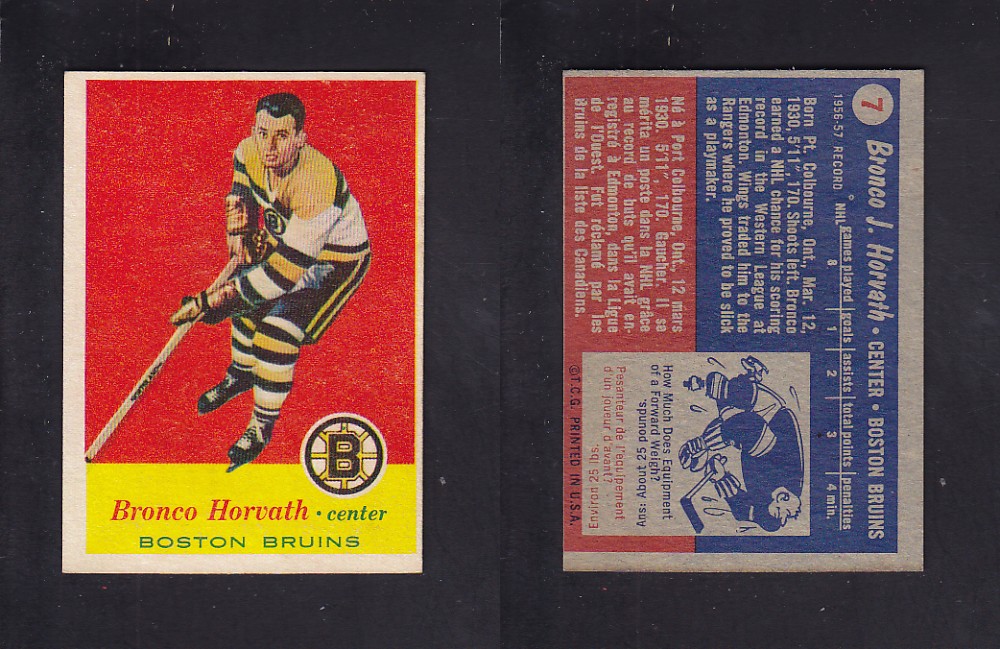 B
Bronco Horvath · center
BOSTON BRUINS
7 Bronco J. Horvath • CENTER • BOSTON BRUINS
1956-57 RECORD NHL games played goals assists total points penalties
8 1 2 3 4 min.
Born Pt. Colbourne, Ont., Mar. 12,
1930. 5'11", 170. Shoots left. Bronco
earned a NHL chance for his scoring
record in the Western League at
Edmonton. Wings traded him to the
Rangers where he proved to be slick
as a playmaker.
Né à Port Colbourne, Ont., 12 mars
1930. 5'11", 170. Gaucher. Il se
mérita un poste dans la NHL grâce
au record de buts qu'il avait en-
registré à Edmonton, dans la Ligue
de l'Ouest. Fut réclamé par les
Bruins de la liste des Canadiens.
How Much Does Equipment
of a Forward Weigh?
Ans: About 25 pounds.
Pesanteur de l'equipement
d'un joueur d'avant?
Environ 25 lbs.
©T.C.G. PRINTED IN U.S.A.